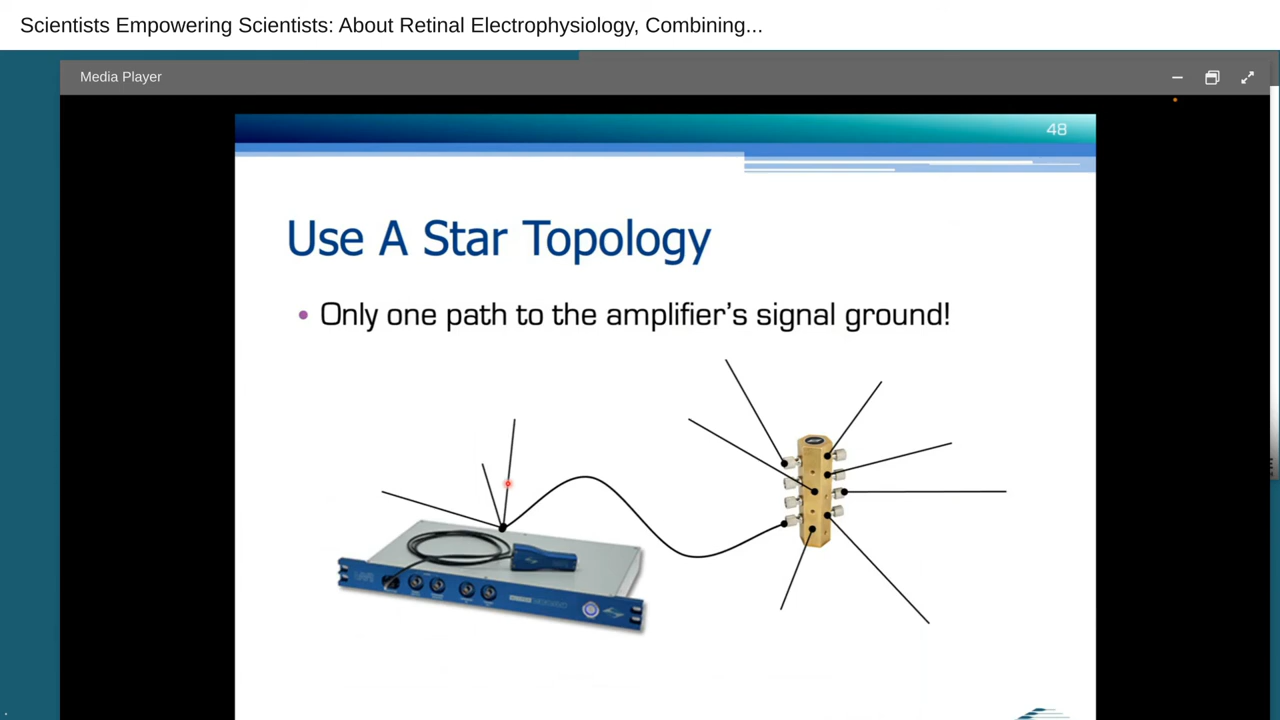 Scientists Empowering Scientists: About Retinal Electrophysiology, Combining...
Media Player
48
Use A Star Topology
• Only one path to the amplifier's signal ground!